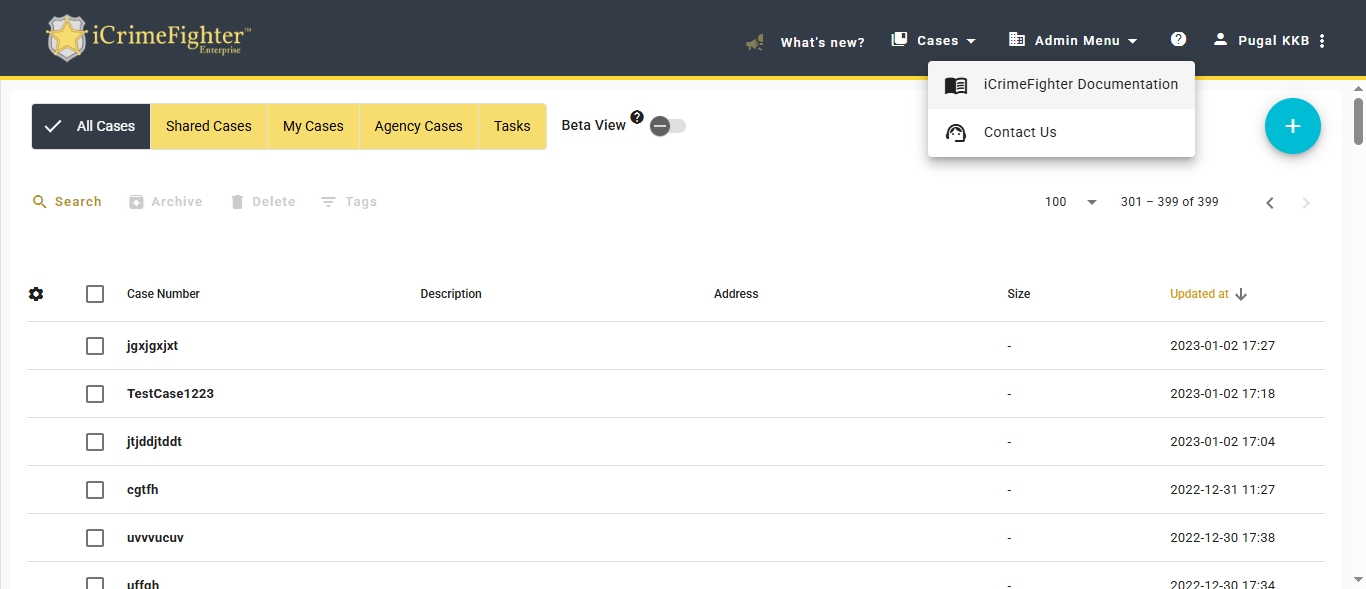 iCrimeFighter™
Enterprise
What's new?
Cases
Admin Menu
?
Pugal KKB
iCrimeFighter Documentation
Contact Us
All Cases
Shared Cases
My Cases
Agency Cases
Tasks
Beta View ?
+
Search
Archive
Delete
Tags
100
301 – 399 of 399
Case Number Description Address Size Updated at
jgxjgxjxt - 2023-01-02 17:27
TestCase1223 - 2023-01-02 17:18
jtjddjtddt - 2023-01-02 17:04
cgtfh - 2022-12-31 11:27
uvvvucuv - 2022-12-30 17:38
uffgh - 2022-12-30 17:34